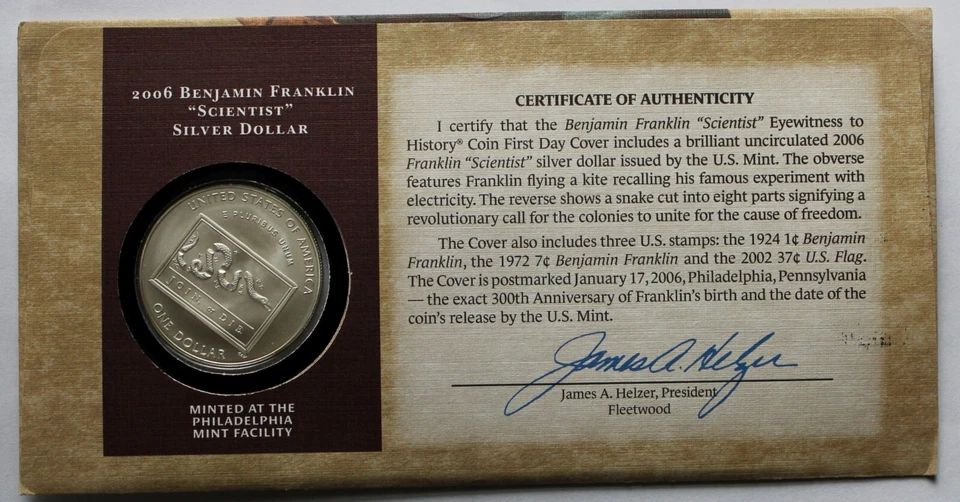 2006 BENJAMIN FRANKLIN
"SCIENTIST"
SILVER DOLLAR
UNITED STATES OF AMERICA
E PLURIBUS UNUM
JOIN or DIE
ONE DOLLAR
MINTED AT THE
PHILADELPHIA
MINT FACILITY
CERTIFICATE OF AUTHENTICITY
I certify that the Benjamin Franklin "Scientist" Eyewitness to
History® Coin First Day Cover includes a brilliant uncirculated 2006
Franklin "Scientist" silver dollar issued by the U.S. Mint. The obverse
features Franklin flying a kite recalling his famous experiment with
electricity. The reverse shows a snake cut into eight parts signifying a
revolutionary call for the colonies to unite for the cause of freedom.
The Cover also includes three U.S. stamps: the 1924 1¢ Benjamin
Franklin, the 1972 7¢ Benjamin Franklin and the 2002 37¢ U.S. Flag.
The Cover is postmarked January 17, 2006, Philadelphia, Pennsylvania
— the exact 300th Anniversary of Franklin's birth and the date of the
coin's release by the U.S. Mint.
James A. Helzer
James A. Helzer, President
Fleetwood